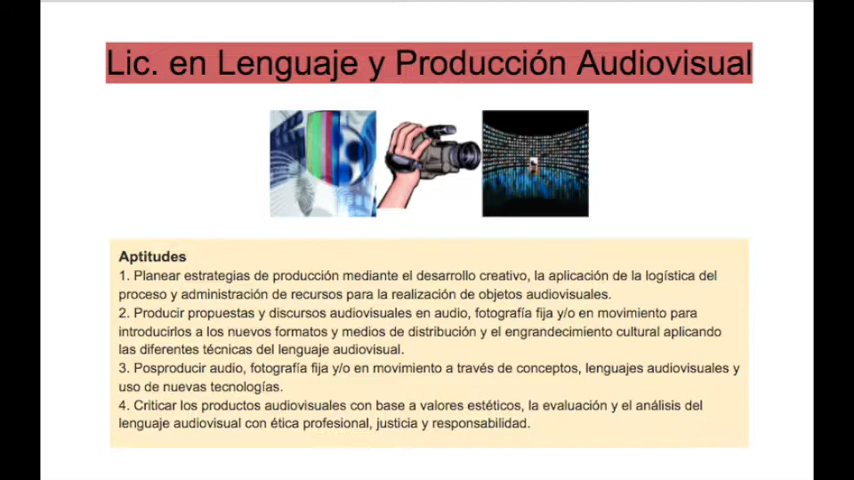 Lic. en Lenguaje y Producción Audiovisual
Aptitudes
1. Planear estrategias de producción mediante el desarrollo creativo, la aplicación de la logística del
proceso y administración de recursos para la realización de objetos audiovisuales.
2. Producir propuestas y discursos audiovisuales en audio, fotografía fija y/o en movimiento para
introducirlos a los nuevos formatos y medios de distribución y el engrandecimiento cultural aplicando
las diferentes técnicas del lenguaje audiovisual.
3. Posproducir audio, fotografía fija y/o en movimiento a través de conceptos, lenguajes audiovisuales y
uso de nuevas tecnologías.
4. Criticar los productos audiovisuales con base a valores estéticos, la evaluación y el análisis del
lenguaje audiovisual con ética profesional, justicia y responsabilidad.